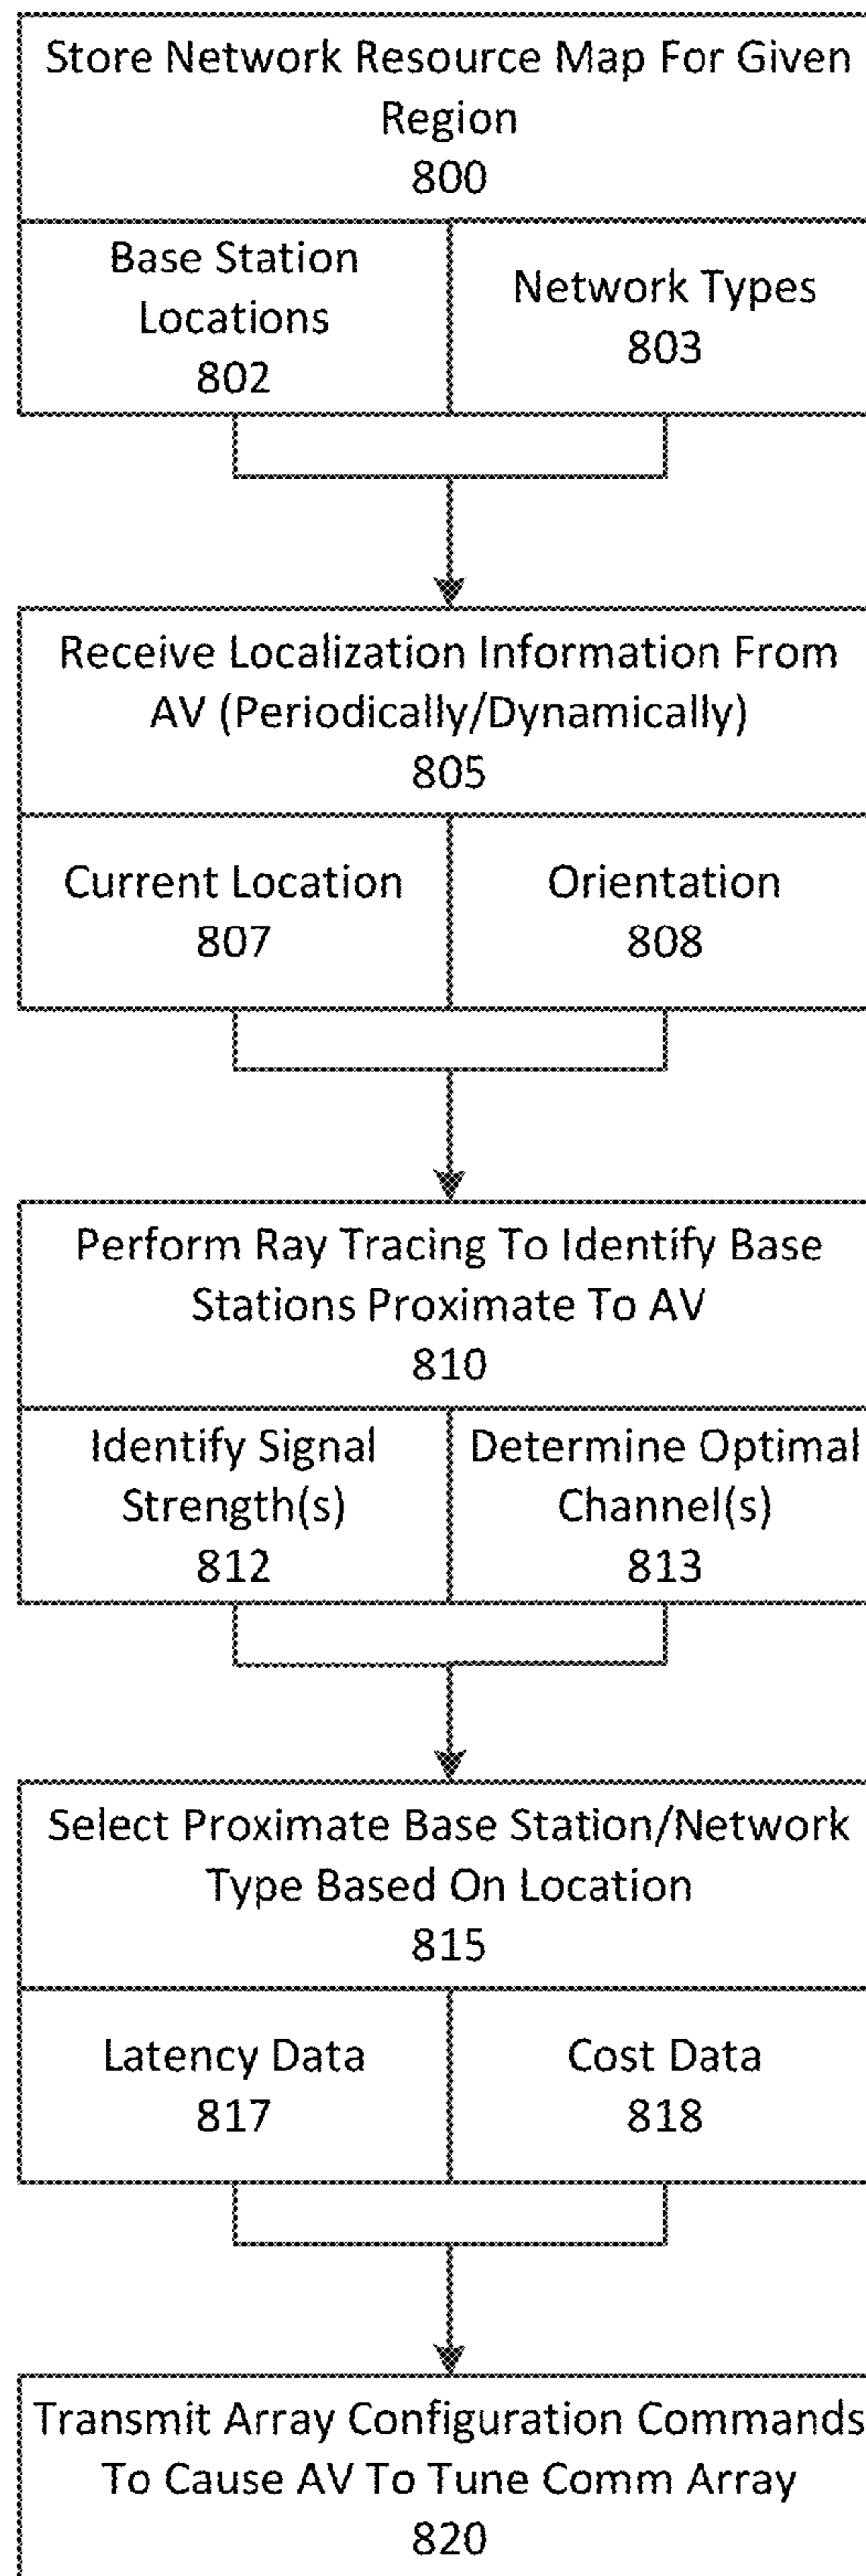 Store Network Resource Map For Given
Region
800
Base Station
Locations
802
Network Types
803
Receive Localization Information From
AV (Periodically/Dynamically)
805
Current Location
807
Orientation
808
Perform Ray Tracing To Identify Base
Stations Proximate To AV
810
Identify Signal
Strength(s)
812
Determine Optimal
Channel(s)
813
Select Proximate Base Station/Network
Type Based On Location
815
Latency Data
817
Cost Data
818
Transmit Array Configuration Commands
To Cause AV To Tune Comm Array
820